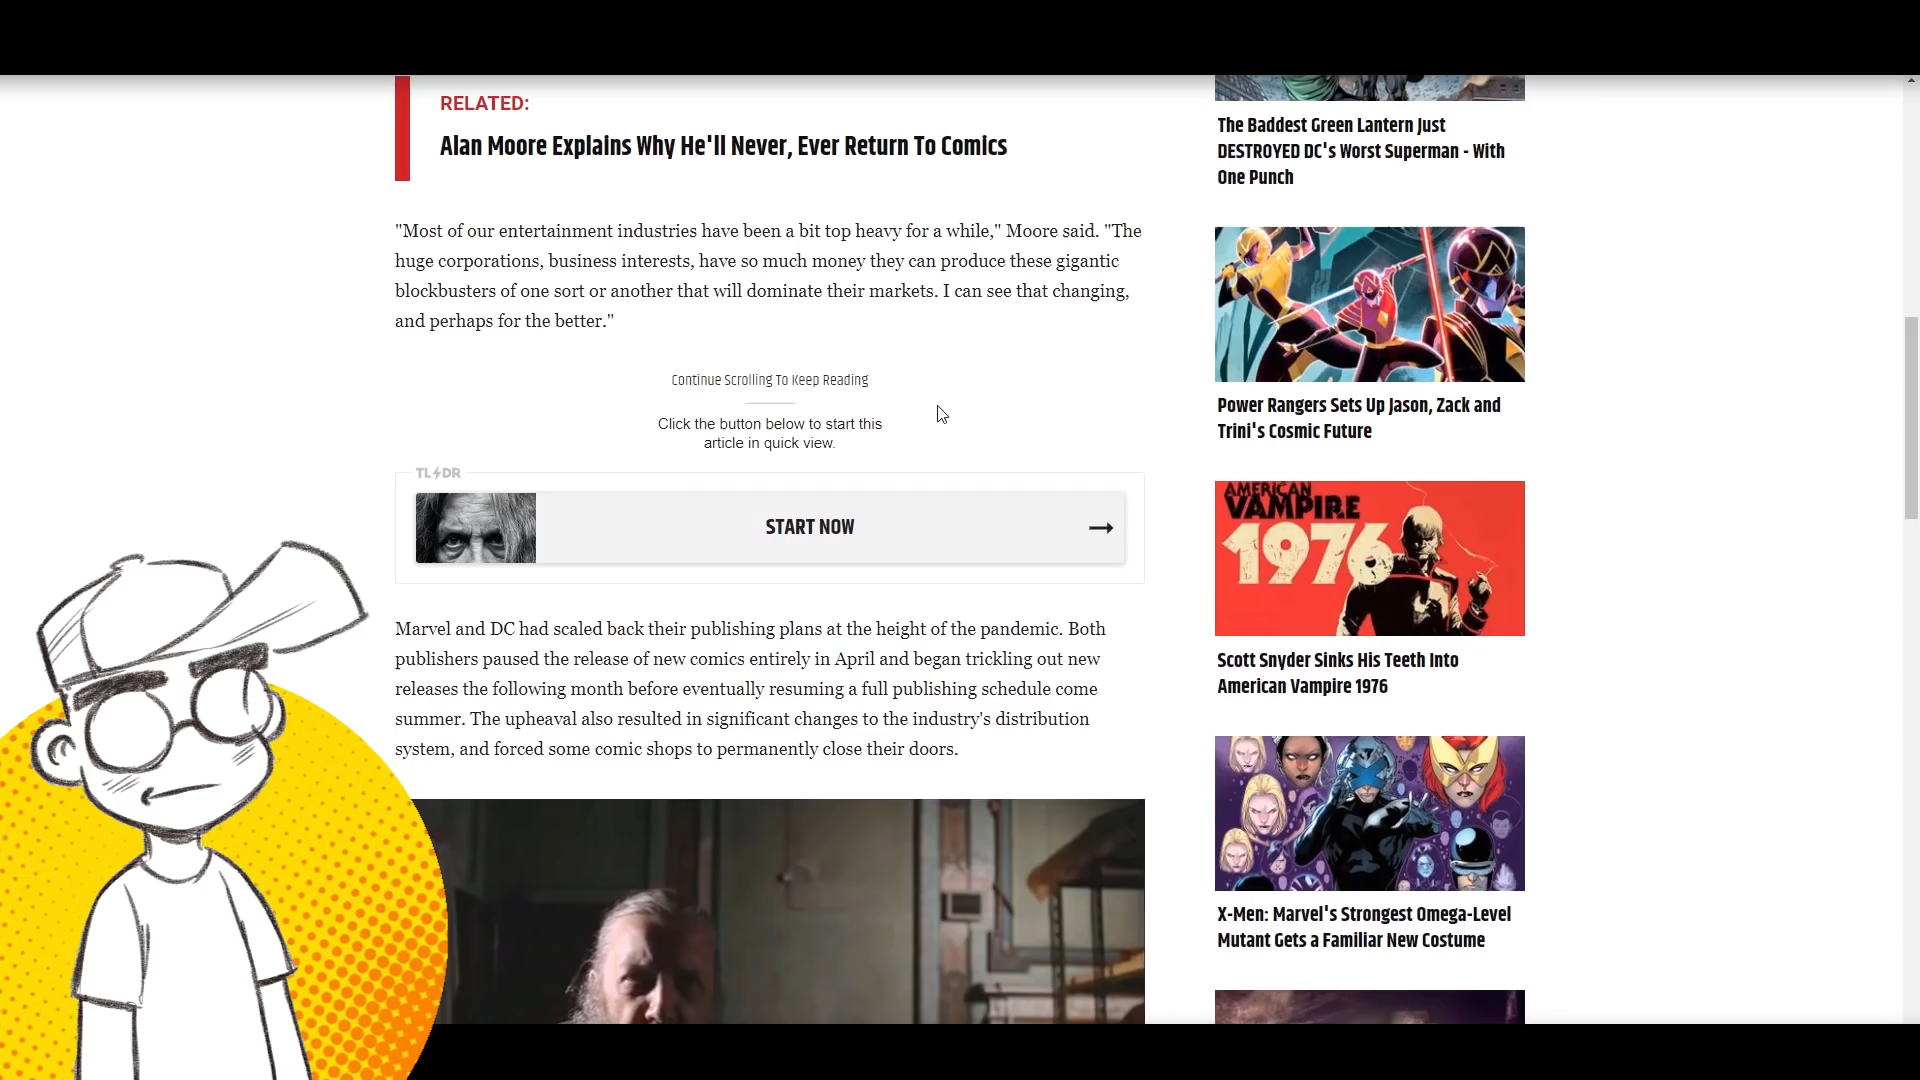 RELATED:
Alan Moore Explains Why He'll Never, Ever Return To Comics
"Most of our entertainment industries have been a bit top heavy for a while," Moore said. "The
huge corporations, business interests, have so much money they can produce these gigantic
blockbusters of one sort or another that will dominate their markets. I can see that changing,
and perhaps for the better."
Continue Scrolling To Keep Reading
Click the button below to start this
article in quick view.
TL DR
START NOW
Marvel and DC had scaled back their publishing plans at the height of the pandemic. Both
publishers paused the release of new comics entirely in April and began trickling out new
releases the following month before eventually resuming a full publishing schedule come
summer. The upheaval also resulted in significant changes to the industry's distribution
system, and forced some comic shops to permanently close their doors.
The Baddest Green Lantern Just
DESTROYED DC's Worst Superman - With
One Punch
Power Rangers Sets Up Jason, Zack and
Trini's Cosmic Future
AMERICAN
VAMPIRE
1976
Scott Snyder Sinks His Teeth Into
American Vampire 1976
X-Men: Marvel's Strongest Omega-Level
Mutant Gets a Familiar New Costume